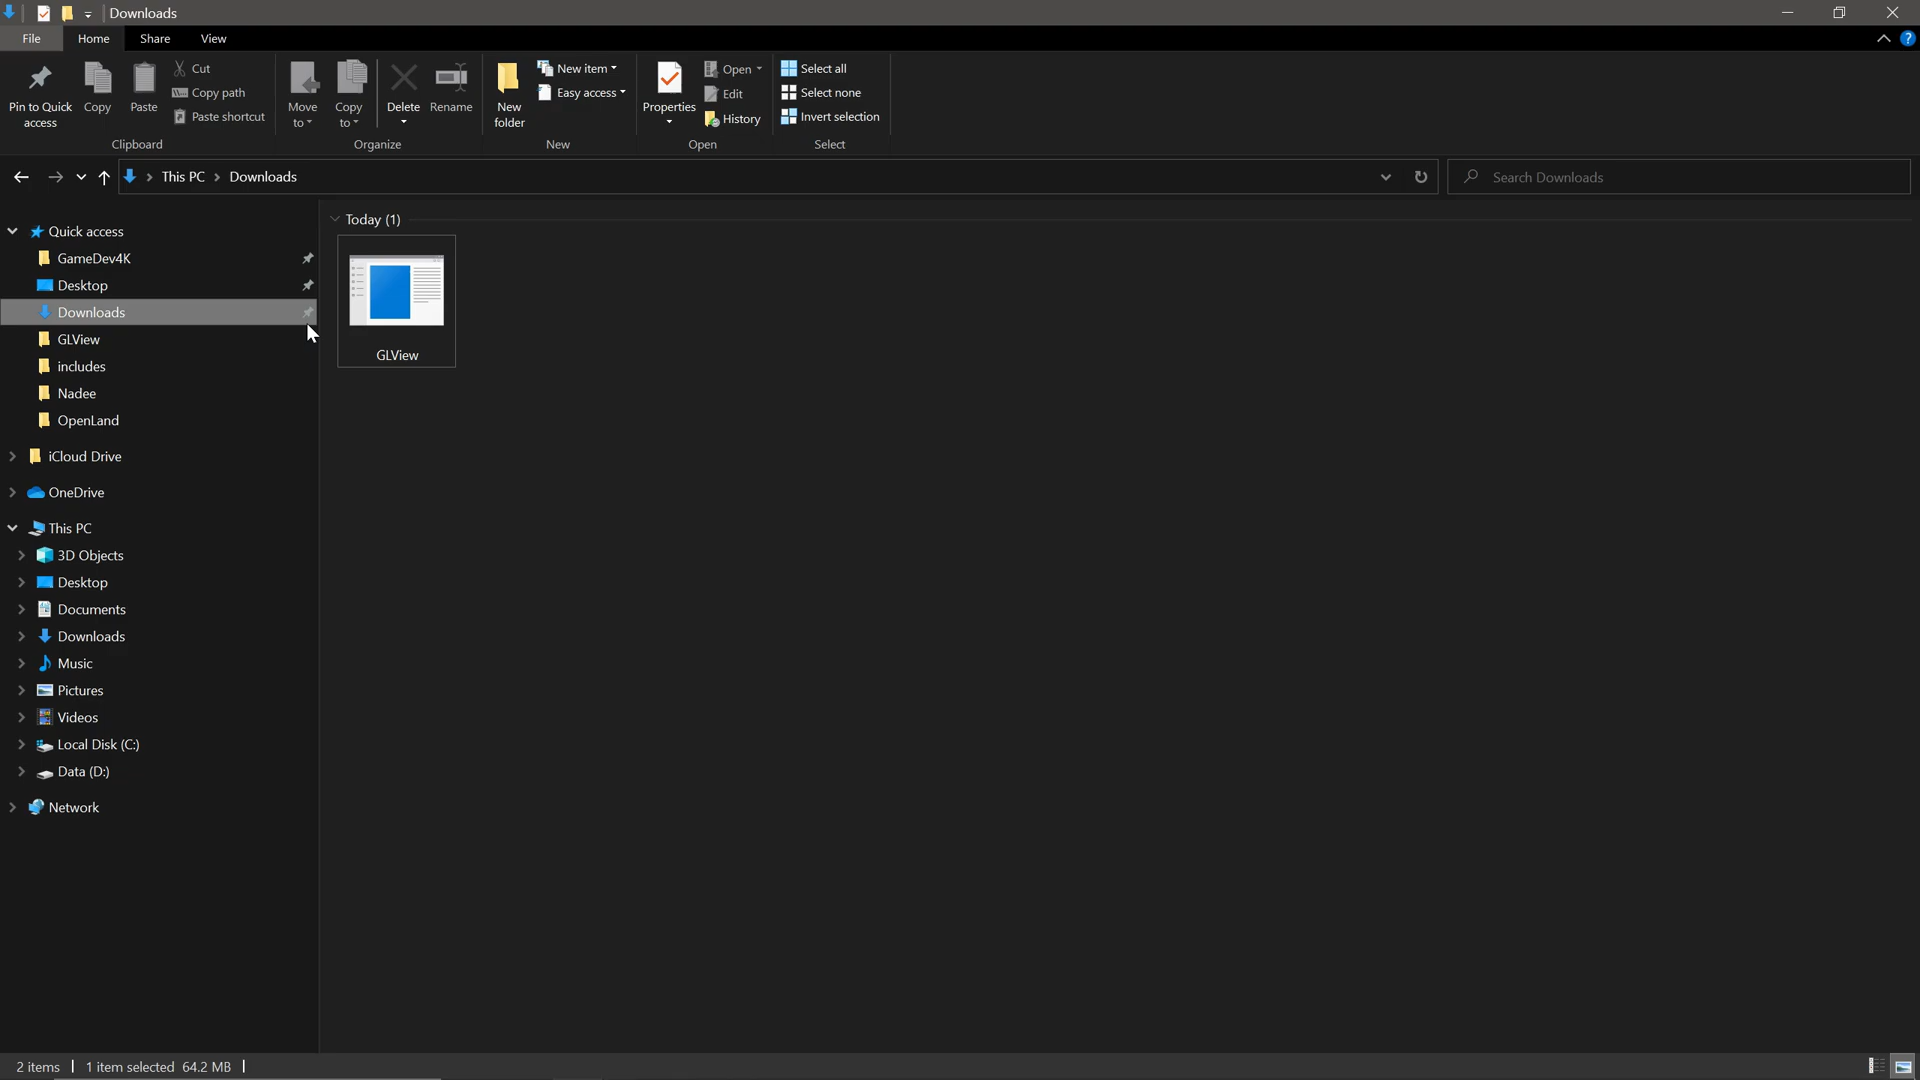 Downloads
File Home Share View
Pin to Quick access
Copy
Paste
Cut
Copy path
Paste shortcut
Clipboard
Move to
Copy to
Delete
Rename
Organize
New folder
New item
Easy access
New
Properties
Open
Edit
History
Open
Select all
Select none
Invert selection
Select
This PC Downloads
Search Downloads
Quick access
GameDev4K
Desktop
Downloads
GLView
includes
Nadee
OpenLand
iCloud Drive
OneDrive
This PC
3D Objects
Desktop
Documents
Downloads
Music
Pictures
Videos
Local Disk (C:)
Data (D:)
Network
Today (1)
GLView
2 items 1 item selected 64.2 MB